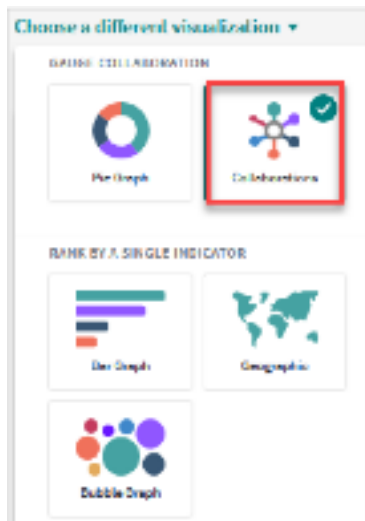 Choose a different visualization
GAUGE COLLABORATION
Pie Graph
Collaborations
RANK BY A SINGLE INDICATOR
Bar Graph
Geographic
Bubble Graph